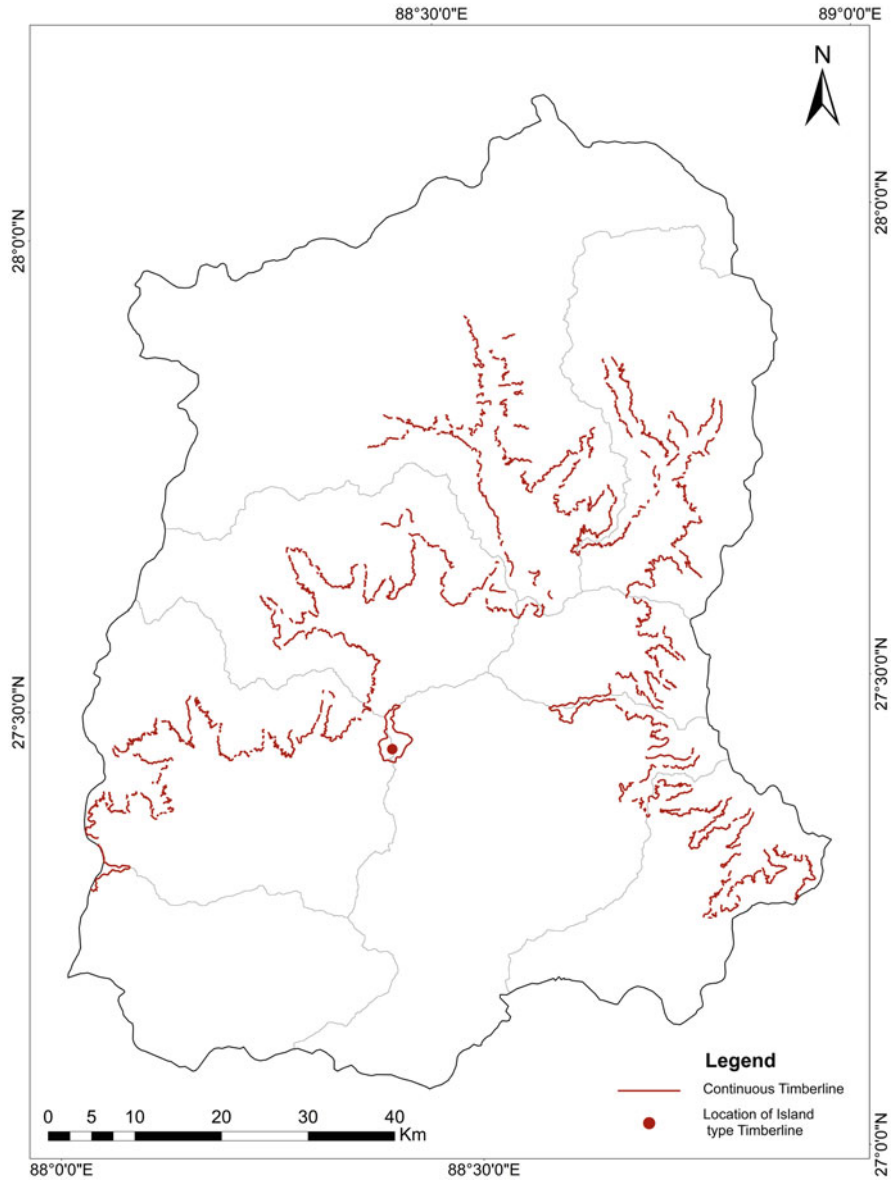 88°30'0"E
89°0'0"E
N
28°0'0"N
28°0'0"N
27°30'0"N
27°30'0"N
Legend
Continuous Timberline
Location of Island
type Timberline
0 5 10 20 30 40
Km
27°0'0"N
88°0'0"E
88°30'0"E